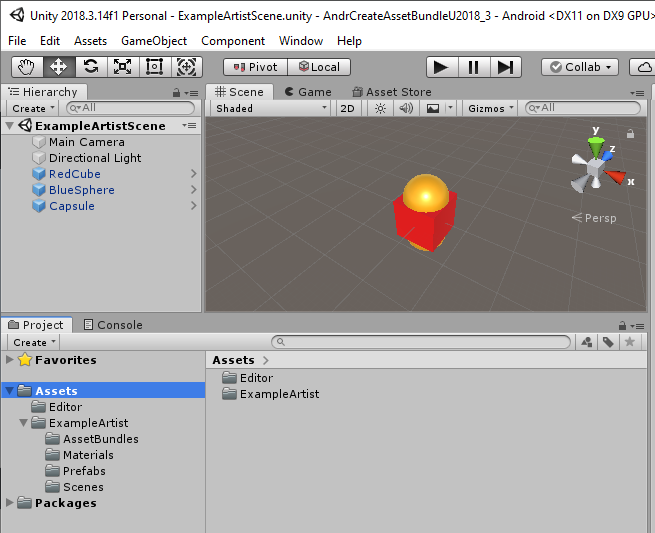 Unity 2018.3.14f1 Personal - ExampleArtistScene.unity - AndrCreateAssetBundleU2018_3 - Android <DX11 on DX9 GPU>
File Edit Assets GameObject Component Window Help
Pivot Local Collab
Hierarchy
Create All
ExampleArtistScene
Main Camera
Directional Light
RedCube
BlueSphere
Capsule
Scene Game Asset Store
Shaded 2D Gizmos All
y
z
x
Persp
Project Console
Create
Favorites
Assets
Editor
ExampleArtist
AssetBundles
Materials
Prefabs
Scenes
Packages
Assets
Editor
ExampleArtist